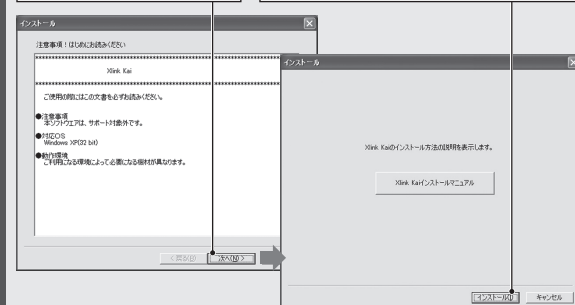 インストール
注意事項！はじめにお読みください
Xlink Kai
ご使用の際にはこの文書を必ずお読みください。
●注意事項
本ソフトウエアは、サポート対象外です。
●対応OS
Windows XP(32 bit)
●動作環境
ご利用になる環境によって必要になる機材が異なります。
< 戻る(B)
次へ(N) >
インストール
Xlink Kaiのインストール方法の説明を表示します。
Xlink Kaiインストールマニュアル
インストール(I)
キャンセル